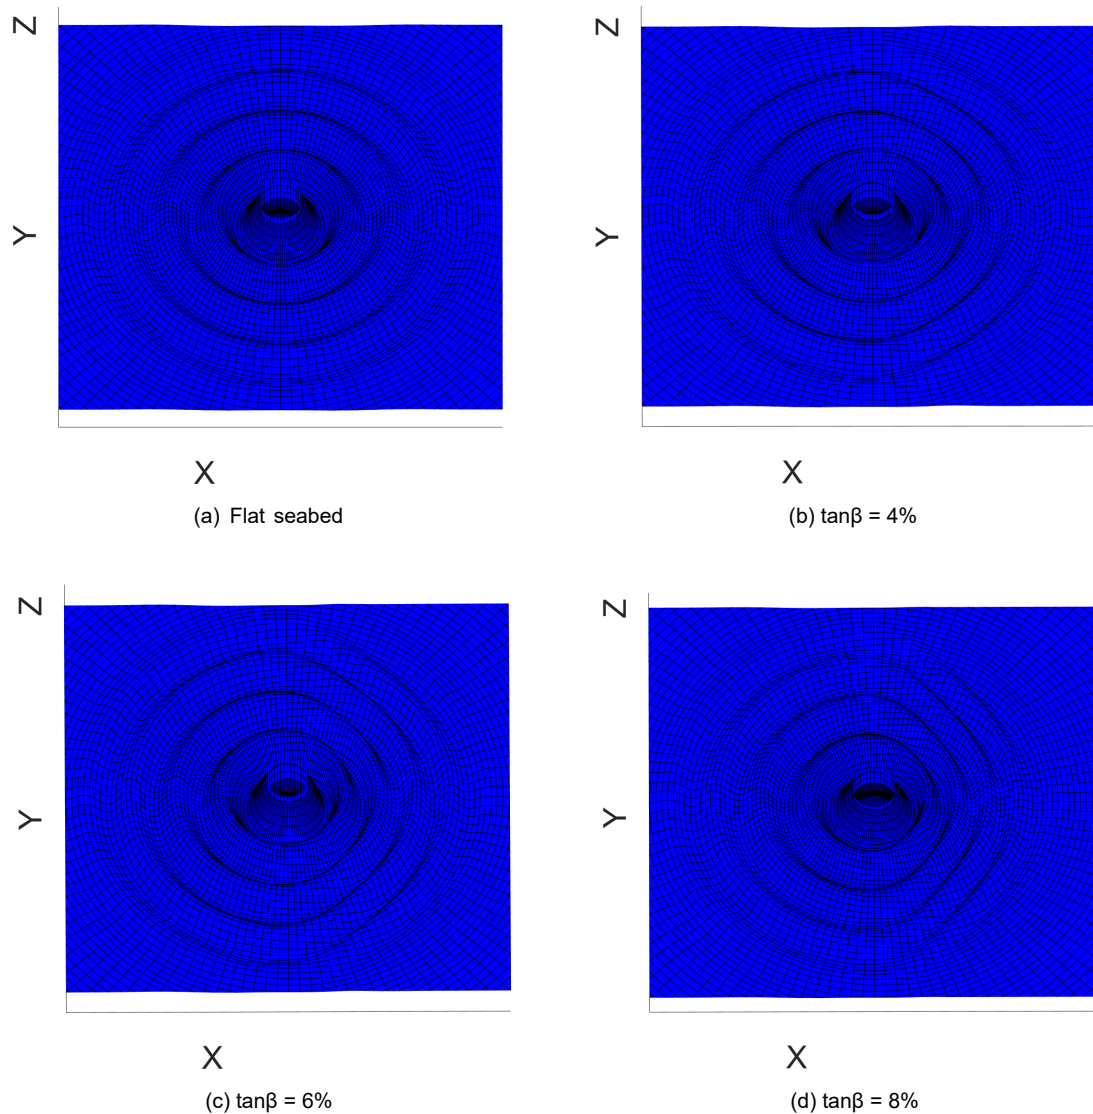 Z
Z
Y
Y
X
X
(a) Flat seabed
(b) tanβ = 4%
Z
Z
Y
Y
X
X
(c) tanβ = 6%
(d) tanβ = 8%